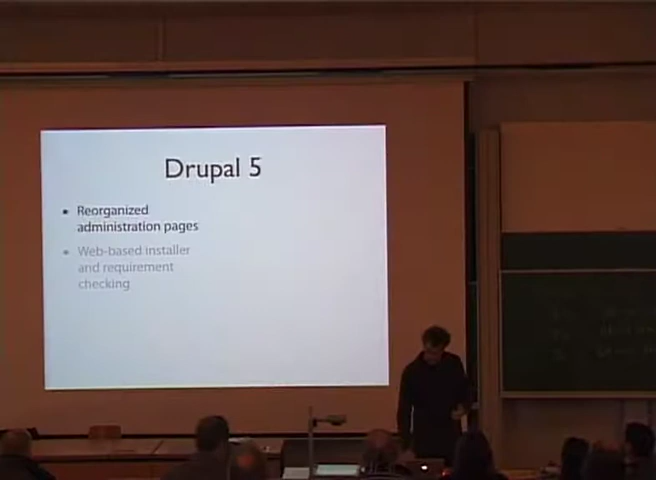 Drupal 5
• Reorganized
administration pages
• Web-based installer
and requirement
checking